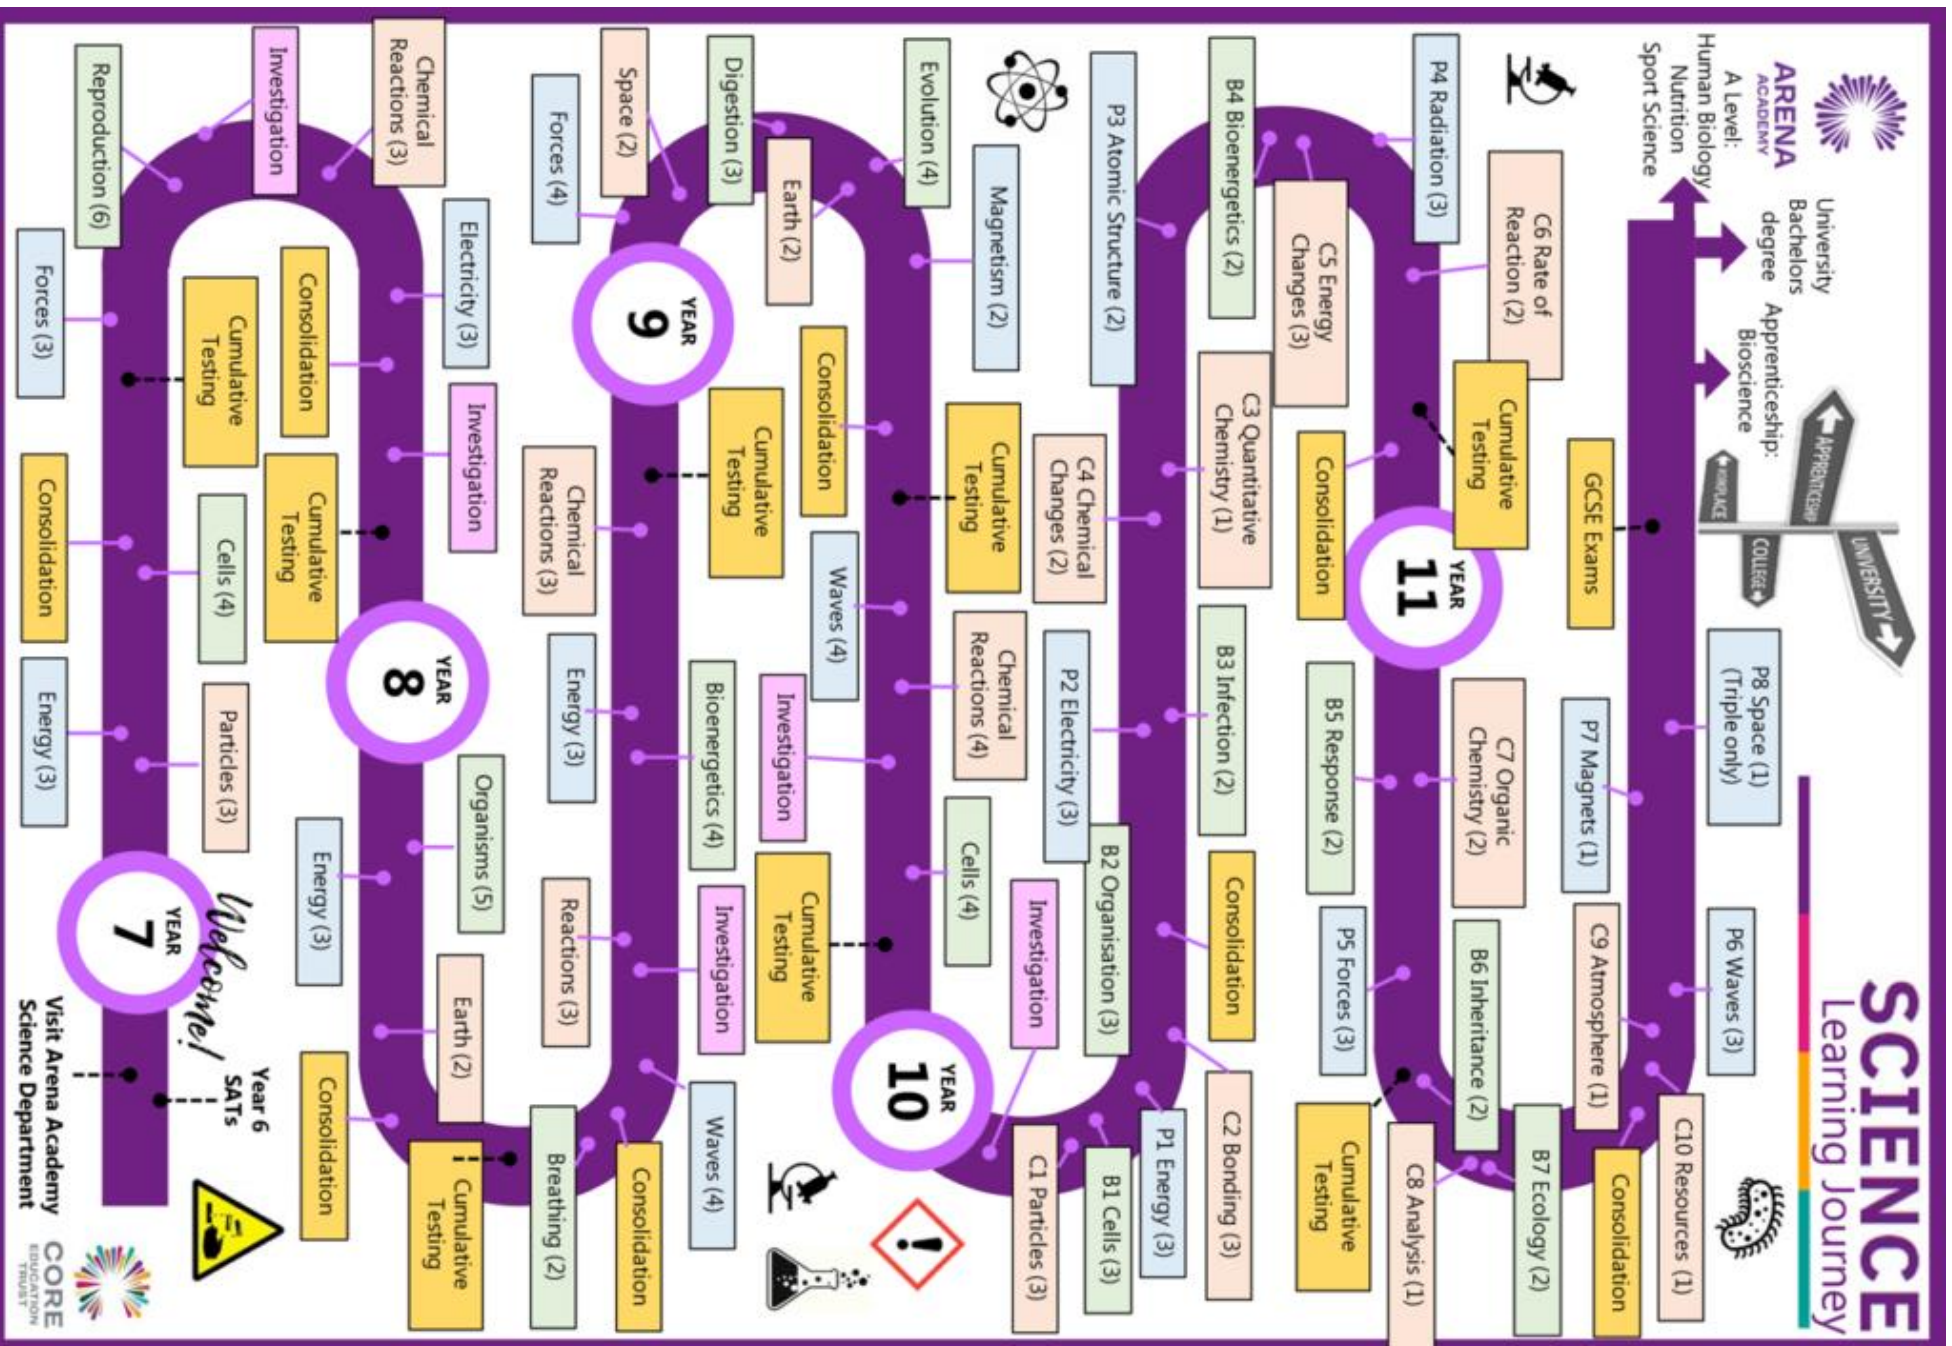 ARENA
ACADEMY
SCIENCE
Learning Journey
University
Bachelors
degree
Apprenticeship:
Bioscience
A Level:
Human Biology
Nutrition
Sport Science
APPRENTICESHIP
UNIVERSITY
WORKPLACE
COLLEGE
P8 Space (1)
(Triple only)
P6 Waves (3)
GCSE Exams
P7 Magnets (1)
C9 Atmosphere (1)
C10 Resources (1)
Consolidation
C6 Rate of
Reaction (2)
Cumulative
Testing
C7 Organic
Chemistry (2)
B6 Inheritance (2)
B7 Ecology (2)
P4 Radiation (3)
YEAR
11
C8 Analysis (1)
C5 Energy
Changes (3)
Consolidation
B5 Response (2)
P5 Forces (3)
Cumulative
Testing
B4 Bioenergetics (2)
C3 Quantitative
Chemistry (1)
B3 Infection (2)
Consolidation
C2 Bonding (3)
P3 Atomic Structure (2)
C4 Chemical
Changes (2)
P2 Electricity (3)
B2 Organisation (3)
P1 Energy (3)
B1 Cells (3)
Investigation
C1 Particles (3)
Magnetism (2)
Cumulative
Testing
Chemical
Reactions (4)
Cells (4)
YEAR
10
Evolution (4)
Earth (2)
Consolidation
Waves (4)
Investigation
Cumulative
Testing
Digestion (3)
Cumulative
Testing
Bioenergetics (4)
Investigation
Waves (4)
Space (2)
YEAR
9
Consolidation
Forces (4)
Chemical
Reactions (3)
Energy (3)
Reactions (3)
Breathing (2)
Electricity (3)
Investigation
Organisms (5)
Earth (2)
Cumulative
Testing
Chemical
Reactions (3)
YEAR
8
Investigation
Consolidation
Cumulative
Testing
Energy (3)
Consolidation
Cumulative
Testing
Cells (4)
Particles (3)
Welcome!
Year 6
SATs
Reproduction (6)
YEAR
7
Forces (3)
Consolidation
Energy (3)
Visit Arena Academy
Science Department
CORE
EDUCATION
TRUST